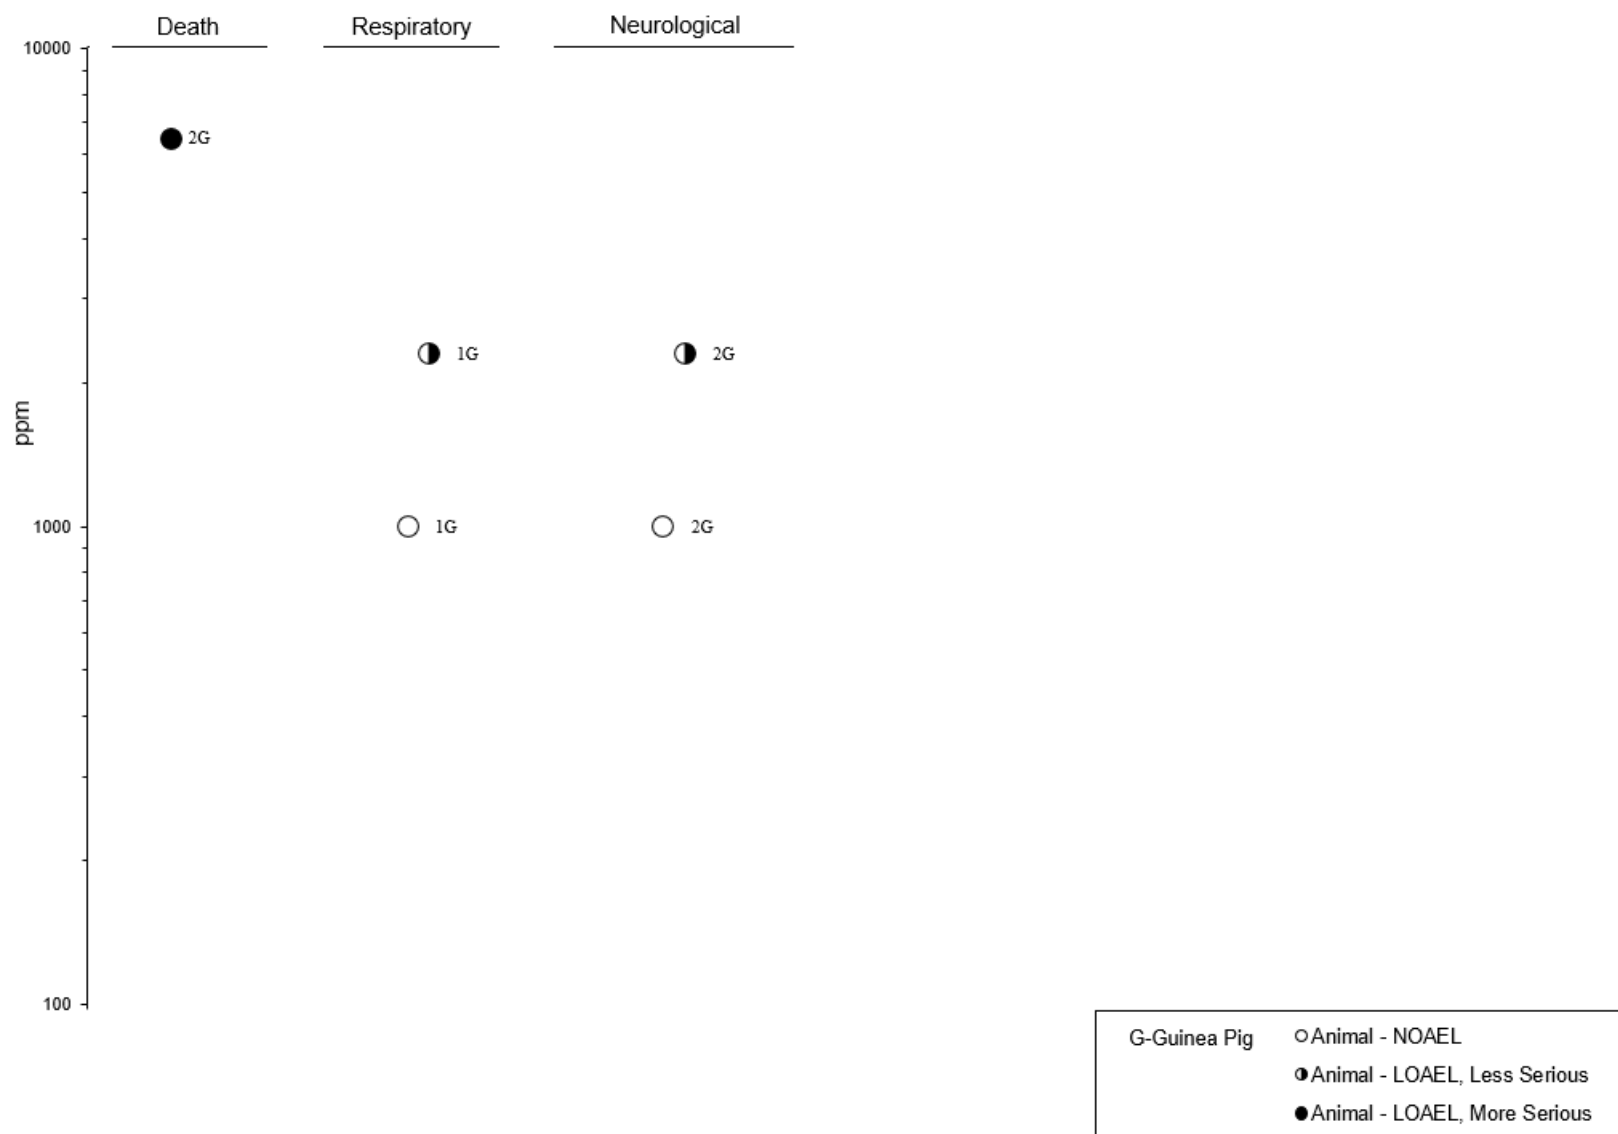 Death Respiratory Neurological
10000
2G
1G 2G
ppm
1000 1G 2G
100
G-Guinea Pig Animal - NOAEL
Animal - LOAEL, Less Serious
Animal - LOAEL, More Serious